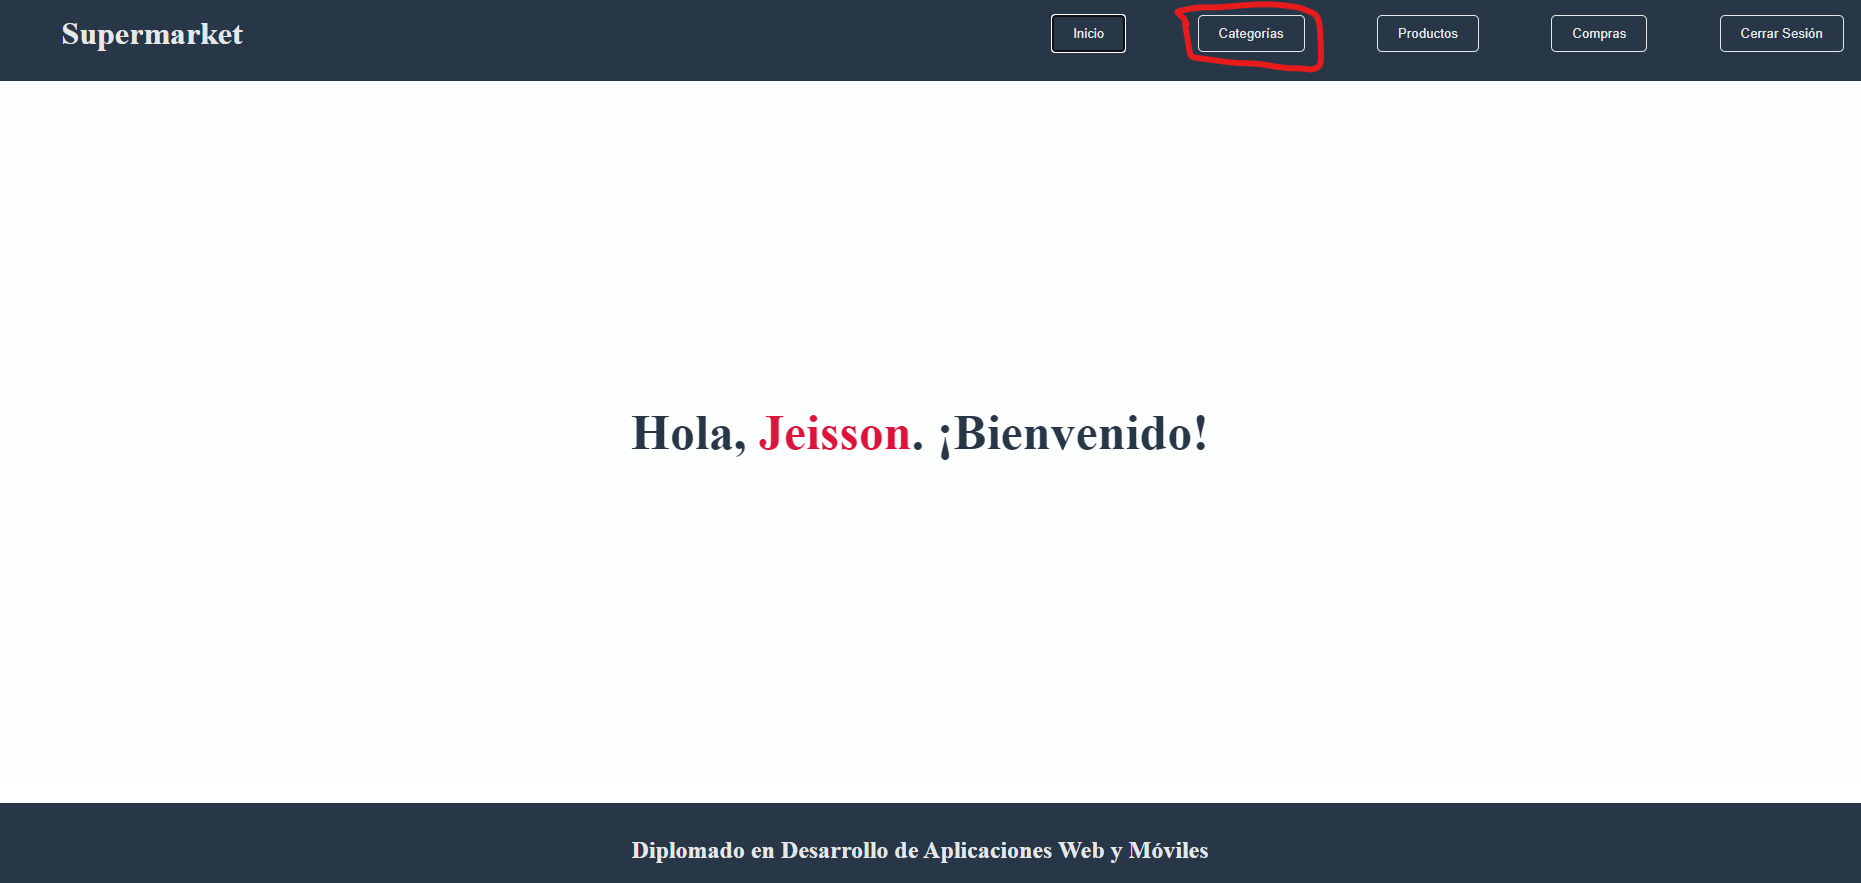 Supermarket
Inicio
Categorías
Productos
Compras
Cerrar Sesión
Hola, Jeisson. ¡Bienvenido!
Diplomado en Desarrollo de Aplicaciones Web y Móviles